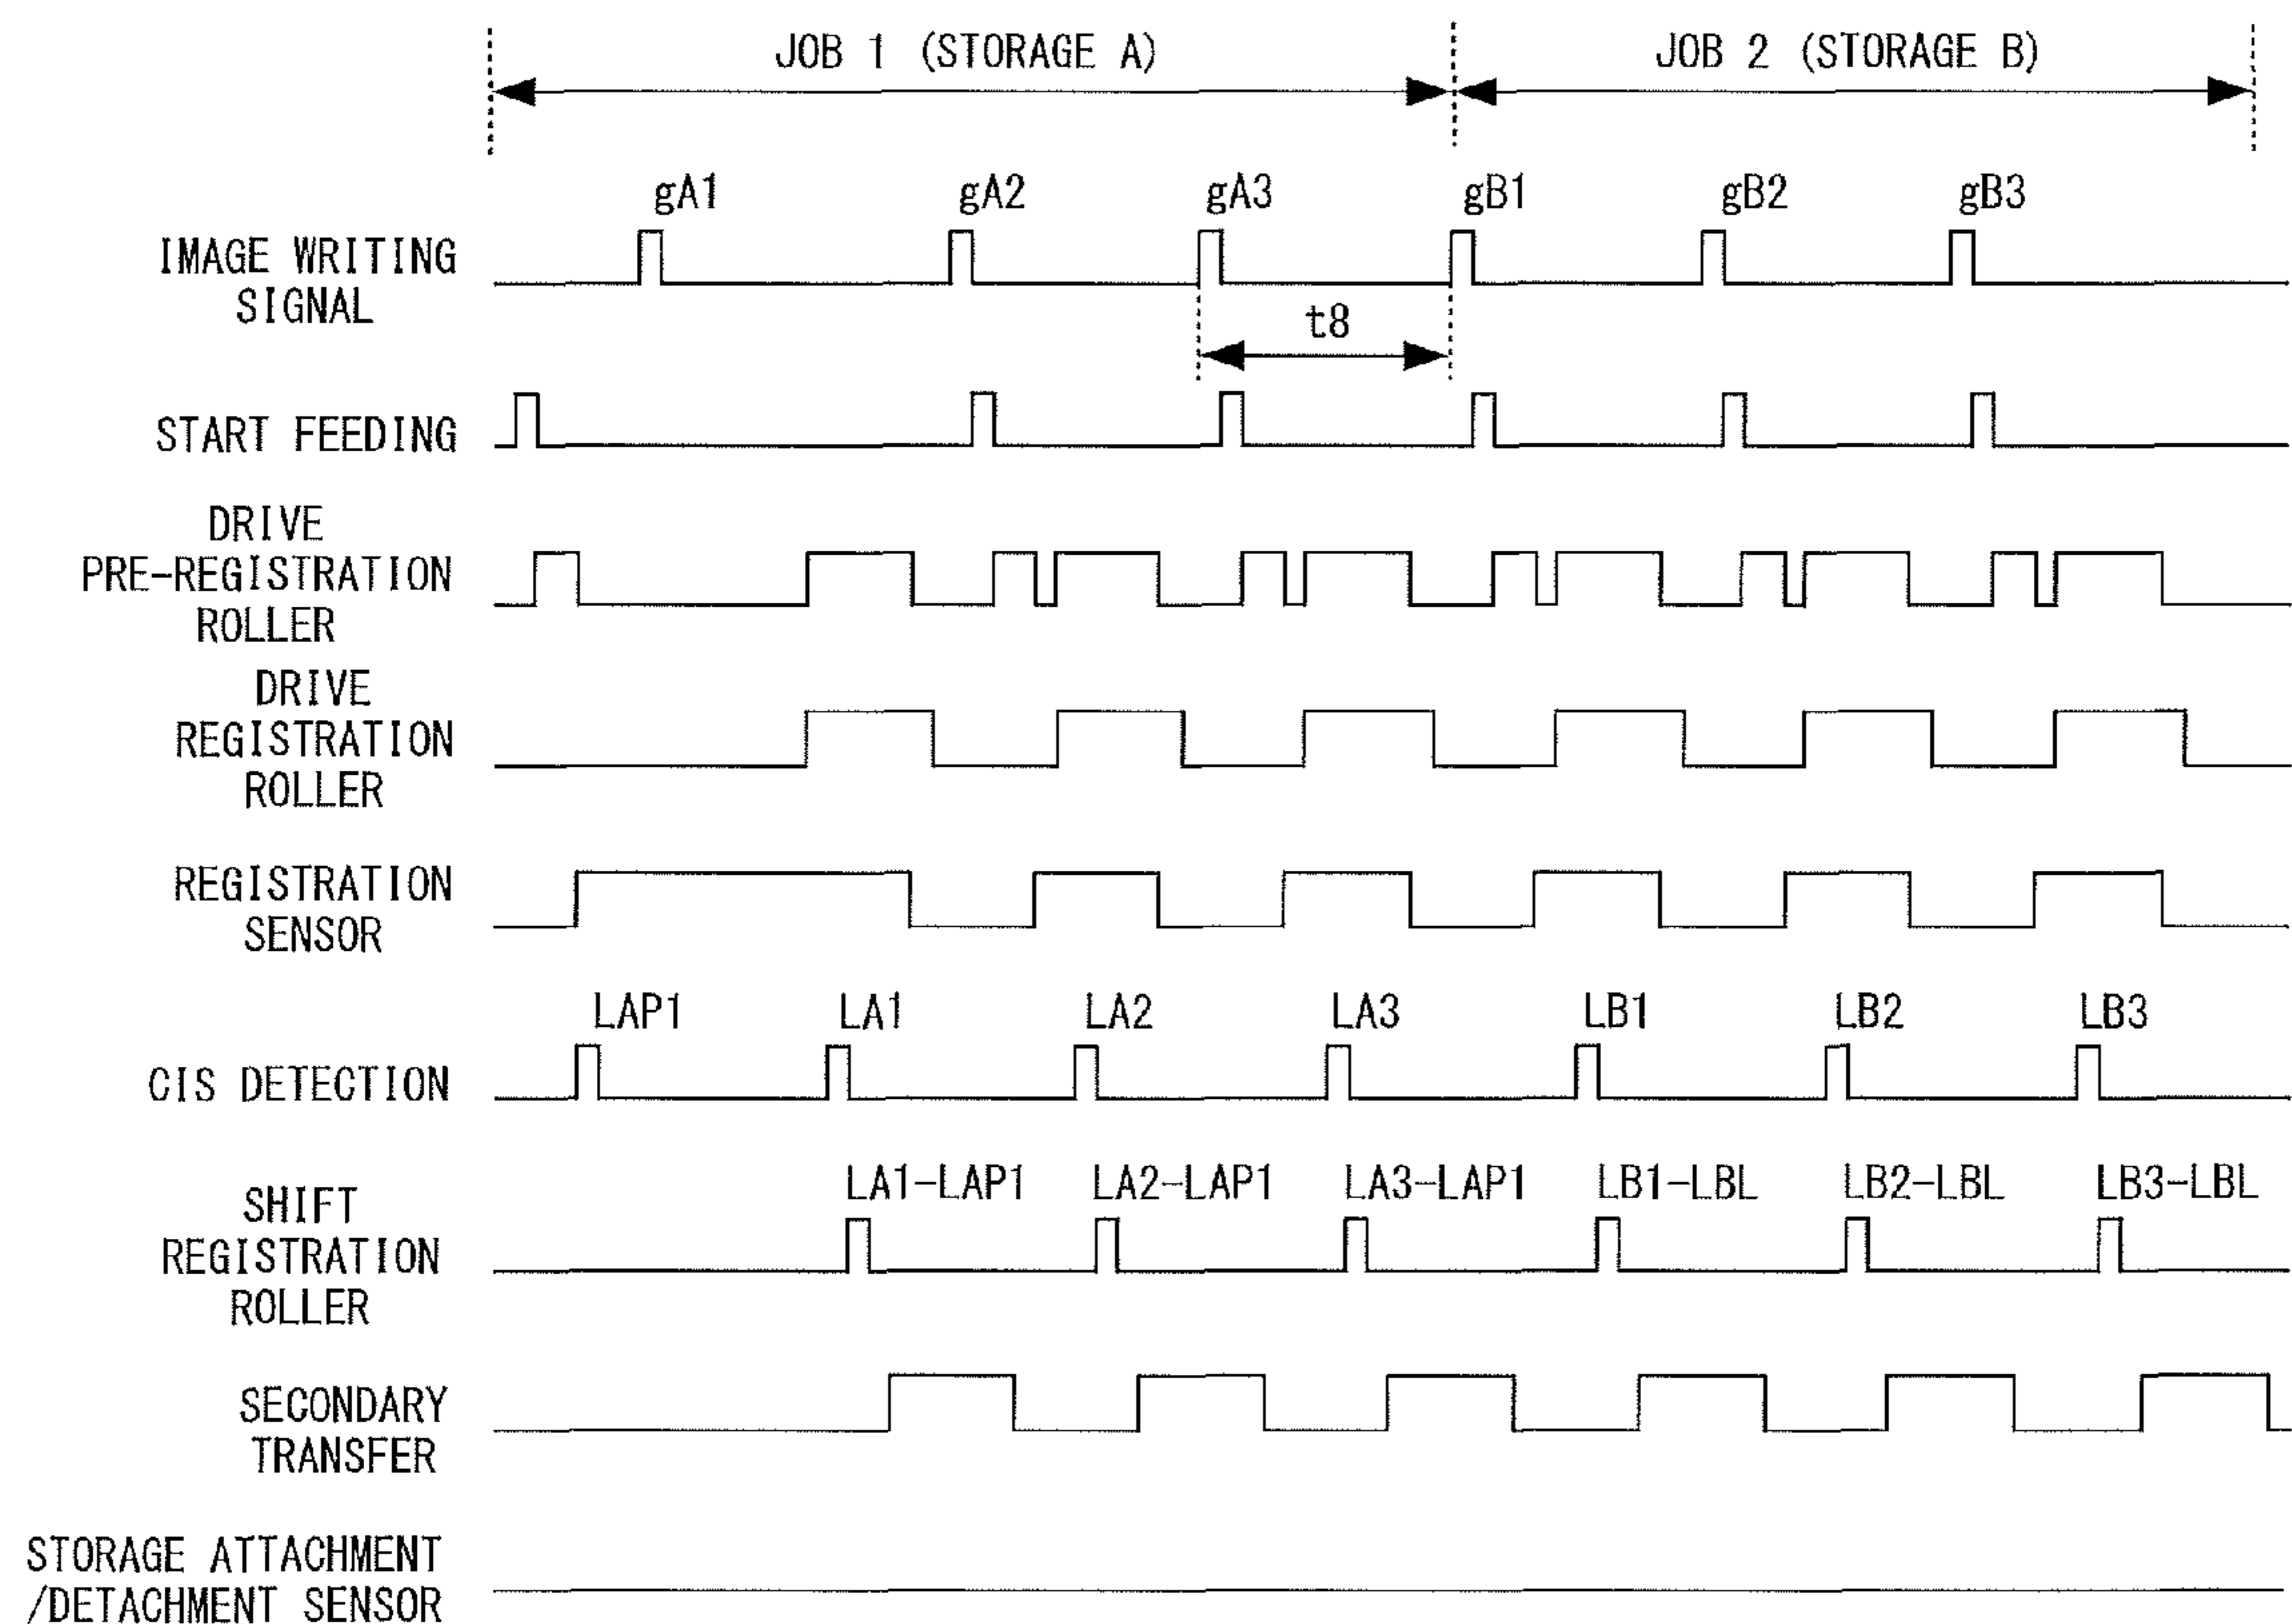 JOB 1 (STORAGE A)
JOB 2 (STORAGE B)
gA1
gA2
gA3
gB1
gB2
gB3
IMAGE WRITING
SIGNAL
t8
START FEEDING
DRIVE
PRE-REGISTRATION
ROLLER
DRIVE
REGISTRATION
ROLLER
REGISTRATION
SENSOR
LAP1
LA1
LA2
LA3
LB1
LB2
LB3
CIS DETECTION
LA1-LAP1
LA2-LAP1
LA3-LAP1
LB1-LBL
LB2-LBL
LB3-LBL
SHIFT
REGISTRATION
ROLLER
SECONDARY
TRANSFER
STORAGE ATTACHMENT
/DETACHMENT SENSOR